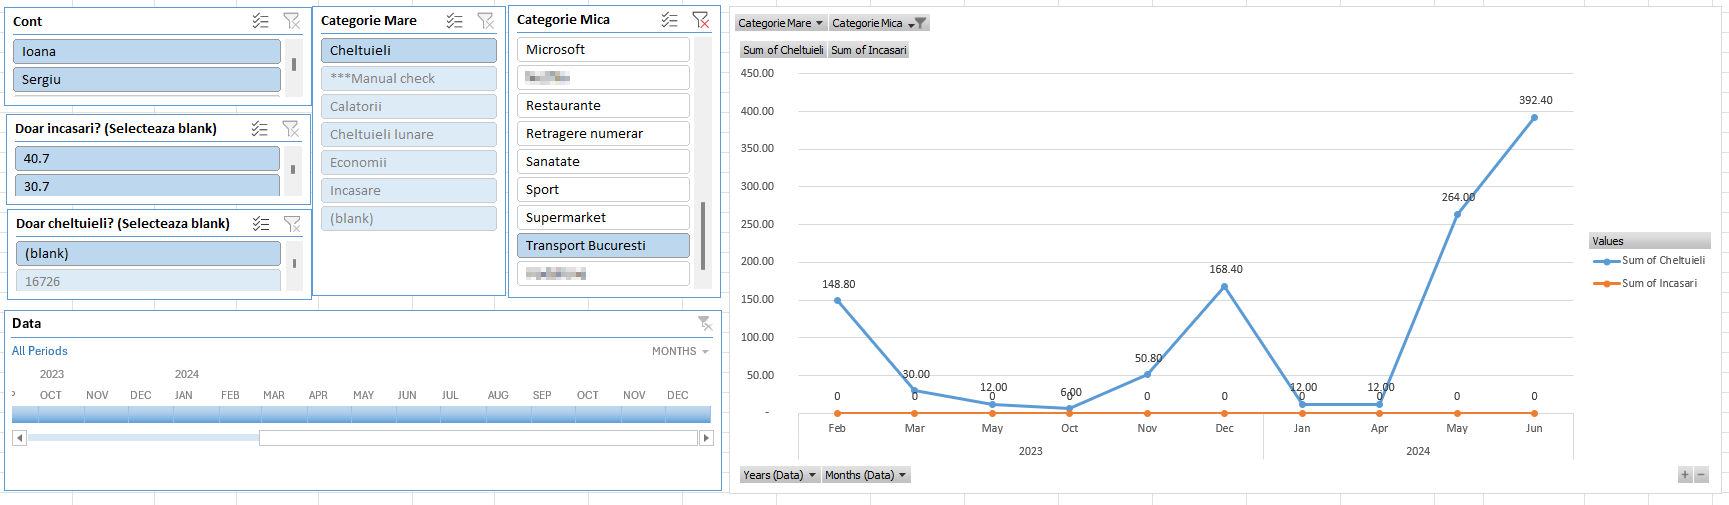 Cont
Ioana
Sergiu
Doar incasari? (Selecteaza blank)
40.7
30.7
Doar cheltuieli? (Selecteaza blank)
(blank)
16726
Categorie Mare
Cheltuieli
***Manual check
Calatorii
Cheltuieli lunare
Economii
Incasare
(blank)
Categorie Mica
Microsoft
Restaurante
Retragere numerar
Sanatate
Sport
Supermarket
Transport Bucuresti
Data
All Periods
MONTHS
2023 2024
OCT NOV DEC JAN FEB MAR APR MAY JUN JUL AUG SEP OCT NOV DEC
Categorie Mare Categorie Mica
Sum of Cheltuieli Sum of Incasari
450.00
400.00
350.00
300.00
250.00
200.00
150.00
100.00
50.00
-
148.80 30.00 12.00 6.00 50.80 168.40 12.00 12.00 264.00 392.40
0 0 0 0 0 0 0 0 0 0
Feb Mar May Oct Nov Dec Jan Apr May Jun
2023 2024
Years (Data) Months (Data)
Values
Sum of Cheltuieli
Sum of Incasari
+ −